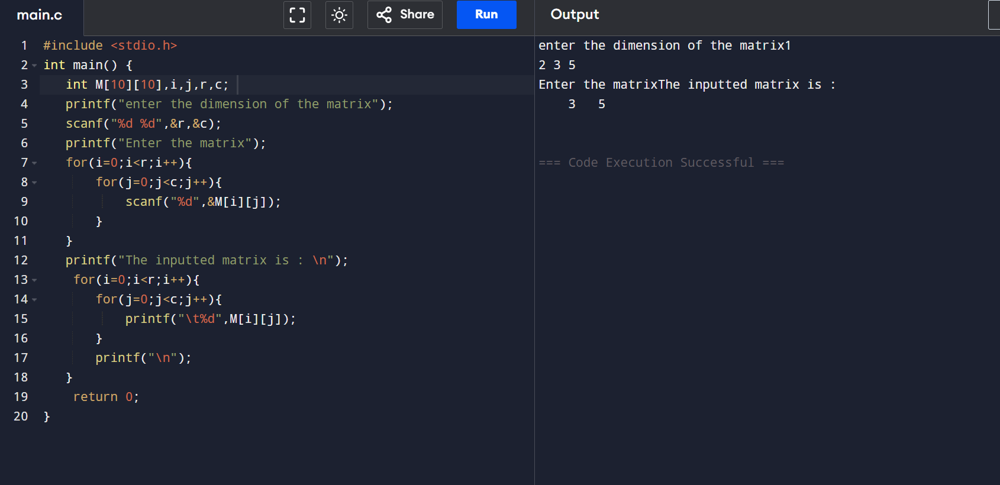 main.c
Share
Run
Output
1 #include <stdio.h>
2 int main() {
3    int M[10][10],i,j,r,c;
4    printf("enter the dimension of the matrix");
5    scanf("%d %d",&r,&c);
6    printf("Enter the matrix");
7    for(i=0;i<r;i++){
8        for(j=0;j<c;j++){
9            scanf("%d",&M[i][j]);
10        }
11    }
12    printf("The inputted matrix is : \n");
13     for(i=0;i<r;i++){
14        for(j=0;j<c;j++){
15            printf("\t%d",M[i][j]);
16        }
17        printf("\n");
18    }
19     return 0;
20 }
enter the dimension of the matrix1
2 3 5
Enter the matrixThe inputted matrix is :
    3   5
=== Code Execution Successful ===